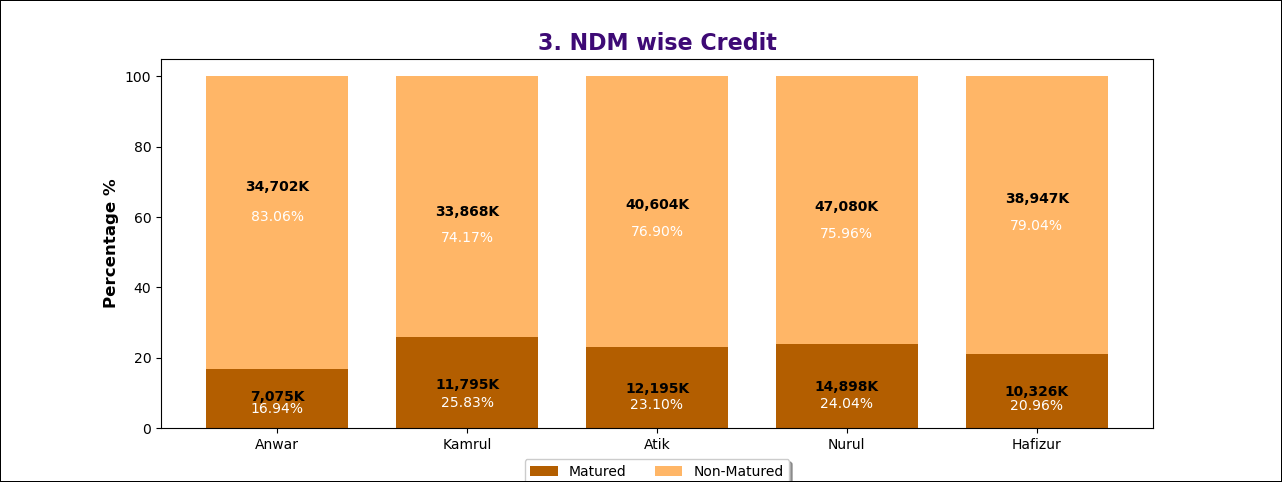 3. NDM wise Credit
Percentage %
100
80
60
40
20
0
34,702K
83.06%
7,075K
16.94%
33,868K
74.17%
11,795K
25.83%
40,604K
76.90%
12,195K
23.10%
47,080K
75.96%
14,898K
24.04%
38,947K
79.04%
10,326K
20.96%
Anwar Kamrul Atik Nurul Hafizur
Matured Non-Matured